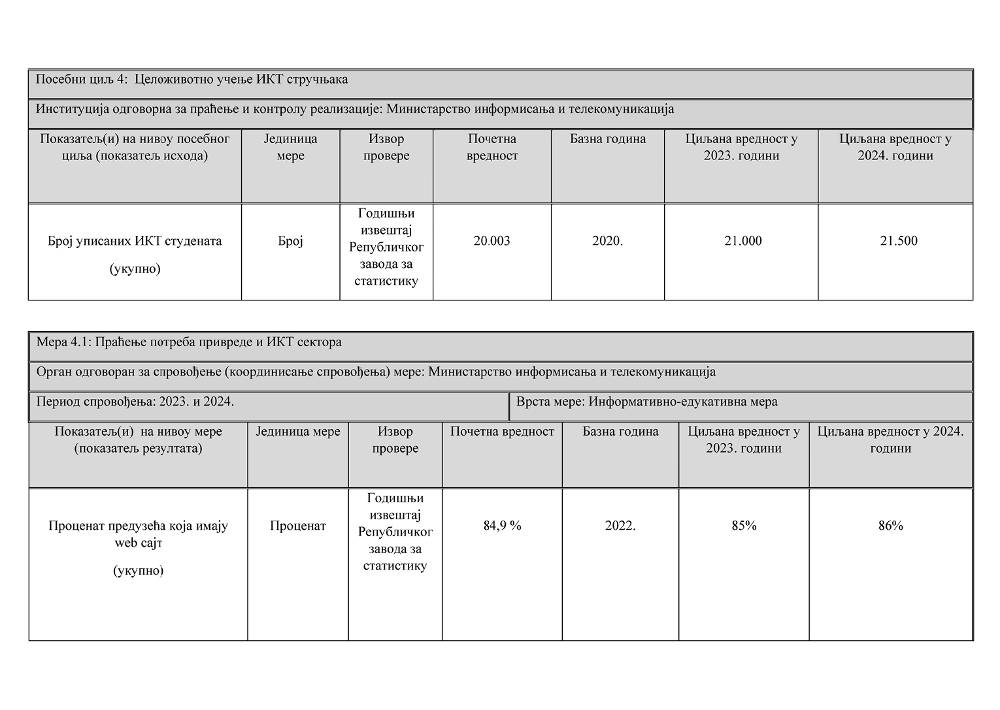 Посебни циљ 4:  Целоживотно учење ИКТ стручњака
Институција одговорна за праћење и контролу реализације: Министарство информисања и телекомуникација
Показатељ(и) на нивоу посебног
циља (показатељ исхода)
Јединица
мере
Извор
провере
Почетна
вредност
Базна година
Циљана вредност у
2023. години
Циљана вредност у
2024. години
Број уписаних ИКТ студената
(укупно)
Број
Годишњи
извештај
Републичког
завода за
статистику
20.003
2020.
21.000
21.500
Мера 4.1: Праћење потреба привреде и ИКТ сектора
Орган одговоран за спровођење (координисање спровођења) мере: Министарство информисања и телекомуникација
Период спровођења: 2023. и 2024.
Врста мере: Информативно-едукативна мера
Показатељ(и)  на нивоу мере
(показатељ резултата)
Јединица мере
Извор
провере
Почетна вредност
Базна година
Циљана вредност у
2023. години
Циљана вредност у 2024.
години
Проценат предузећа која имају
web сајт
(укупно)
Проценат
Годишњи
извештај
Републичког
завода за
статистику
84,9 %
2022.
85%
86%